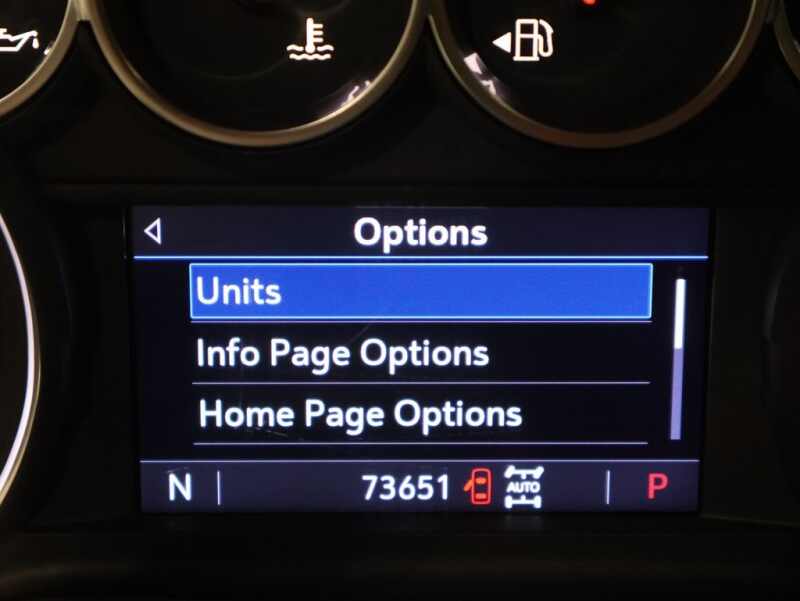 Options
Units
Info Page Options
Home Page Options
N 73651 AUTO P